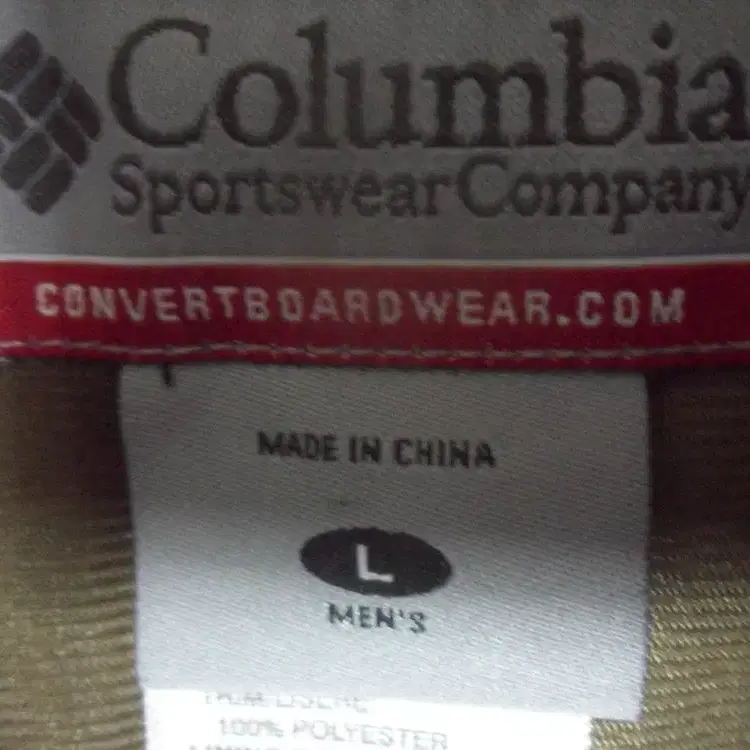 Columbia
Sportswear Company
CONVERTBOARDWEAR.COM
MADE IN CHINA
L
MEN'S
100% POLYESTER